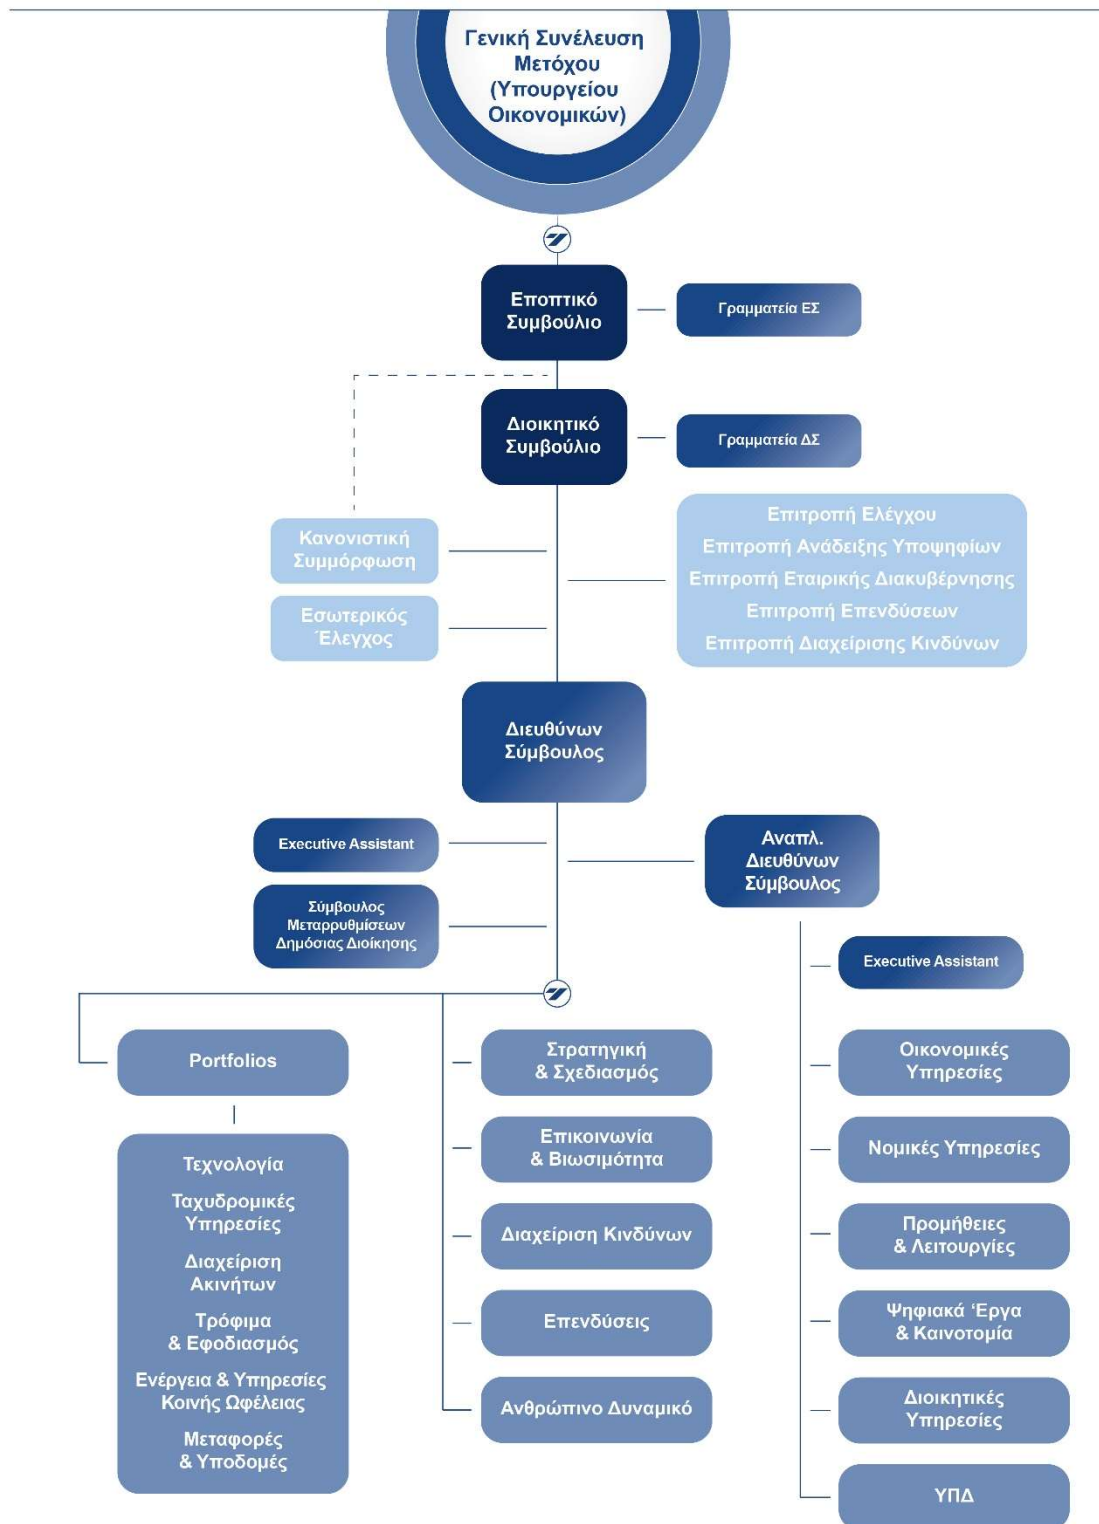 Γενική Συνέλευση
Μετόχου
(Υπουργείου
Οικονομικών)
Εποπτικό
Συμβούλιο
Γραμματεία ΕΣ
Διοικητικό
Συμβούλιο
Γραμματεία ΔΣ
Κανονιστική
Συμμόρφωση
Εσωτερικός
Έλεγχος
Επιτροπή Ελέγχου
Επιτροπή Ανάδειξης Υποψηφίων
Επιτροπή Εταιρικής Διακυβέρνησης
Επιτροπή Επενδύσεων
Επιτροπή Διαχείρισης Κινδύνων
Διευθύνων
Σύμβουλος
Executive Assistant
Σύμβουλος
Μεταρρυθμίσεων
Δημόσιας Διοίκησης
Αναπλ.
Διευθύνων
Σύμβουλος
Executive Assistant
Portfolios
Τεχνολογία
Ταχυδρομικές
Υπηρεσίες
Διαχείριση
Ακινήτων
Τρόφιμα
& Εφοδιασμός
Ενέργεια & Υπηρεσίες
Κοινής Ωφέλειας
Μεταφορές
& Υποδομές
Στρατηγική
& Σχεδιασμός
Επικοινωνία
& Βιωσιμότητα
Διαχείριση Κινδύνων
Επενδύσεις
Ανθρώπινο Δυναμικό
Οικονομικές
Υπηρεσίες
Νομικές Υπηρεσίες
Προμήθειες
& Λειτουργίες
Ψηφιακά ‘Εργα
& Καινοτομία
Διοικητικές
Υπηρεσίες
ΥΠΔ